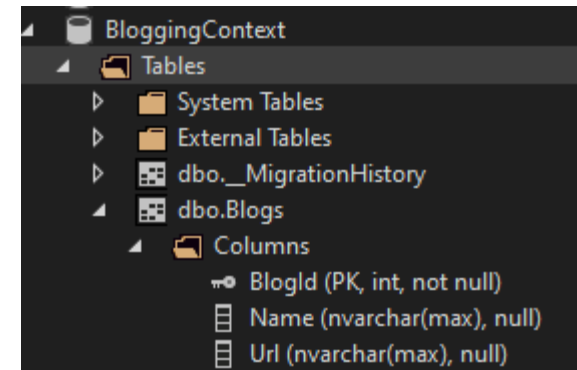 BloggingContext
Tables
System Tables
External Tables
dbo.__MigrationHistory
dbo.Blogs
Columns
BlogId (PK, int, not null)
Name (nvarchar(max), null)
Url (nvarchar(max), null)